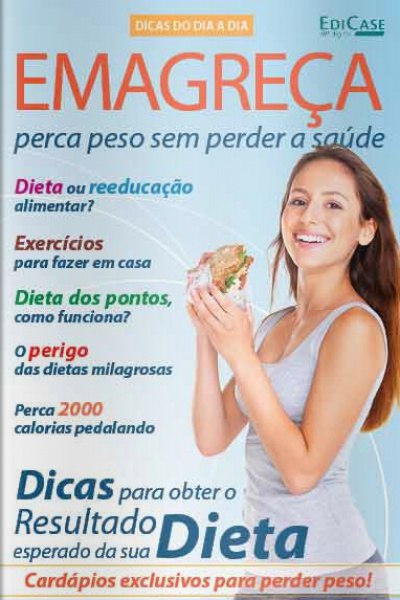 DICAS DO DIA A DIA
EDICASE
EMAGREÇA
perca peso sem perder a saúde
Dieta ou reeducação
alimentar?
Exercícios
para fazer em casa
Dieta dos pontos,
como funciona?
O perigo
das dietas milagrosas
Perca 2000
calorias pedalando
Dicas para obter o
Resultado
esperado da sua Dieta
Cardápios exclusivos para perder peso!